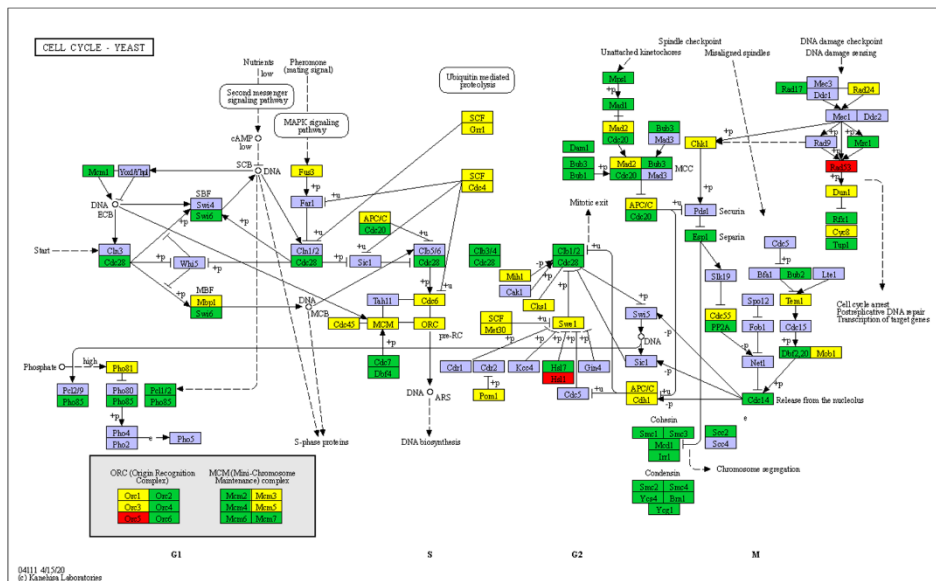 CELL CYCLE - YEAST
Nutrients
low
Pheromone
(mating signal)
Second messenger
signaling pathway
MAPK signaling
pathway
Ubiquitin mediated
proteolysis
cAMP
low
SCB
DNA
Mcm1
Yox1/Yhp1
Fus3
Far1
SCF
Grr1
SCF
Cdc4
DNA
ECB
SBF
Swi4
Swi6
APC/C
Cdc20
Start
Cln3
Cdc28
Whi5
Cln1/2
Cdc28
Sic1
Clb5/6
Cdc28
MBF
Mbp1
Swi6
DNA
MCB
Tah11
Cdc6
Cdc45
MCM
ORC
pre-RC
Cdc7
Dbf4
Phosphate
high
Pho81
Pcl2/9
Pho85
Pho80
Pho85
Pcl1/2
Pho85
Pho4
Pho2
e
Pho5
S-phase proteins
DNA
ARS
DNA biosynthesis
ORC (Origin Recognition
Complex)
Orc1
Orc2
Orc3
Orc4
Orc5
Orc6
MCM (Mini-Chromosome
Maintenance) complex
Mcm2
Mcm3
Mcm4
Mcm5
Mcm6
Mcm7
Spindle checkpoint
Unattached kinetochores
Misaligned spindles
DNA damage checkpoint
DNA damage sensing
Mps1
+p
Mad1
Mad2
Cdc20
Bub3
Mad3
Dam1
Bub3
Bub1
Mad2
Cdc20
Bub3
Mad3
MCC
Rad17
Mec3
Ddc1
Rad24
Mec1
Ddc2
Chk1
Rad9
Mrc1
Rad53
Dun1
Rfx1
Cyc8
Tup1
Mitotic exit
APC/C
Cdc20
Pds1
Securin
Esp1
Separin
Slk19
Clb3/4
Cdc28
Clb1/2
Cdc28
Mih1
Cak1
Cks1
SCF
Met30
Swe1
Swi5
DNA
Sic1
Cdr1
Cdr2
Kcc4
Hsl7
Hsl1
Gin4
Cdc5
Pom1
APC/C
Cdh1
Cdc5
Bfa1
Bub2
Lte1
Tem1
Spo12
Fob1
Cdc15
Cdc55
PP2A
Net1
Dbf2,20
Mob1
Cdc14
Release from the nucleolus
e
Cell cycle arrest
Postreplicative DNA repair
Transcription of target genes
Cohesin
Smc1
Smc3
Mcd1
Irr1
Scc2
Scc4
Chromosome segregation
Condensin
Smc2
Smc4
Ycs4
Brn1
Ycg1
G1
S
G2
M
04111 4/15/20
(c) Kanehisa Laboratories